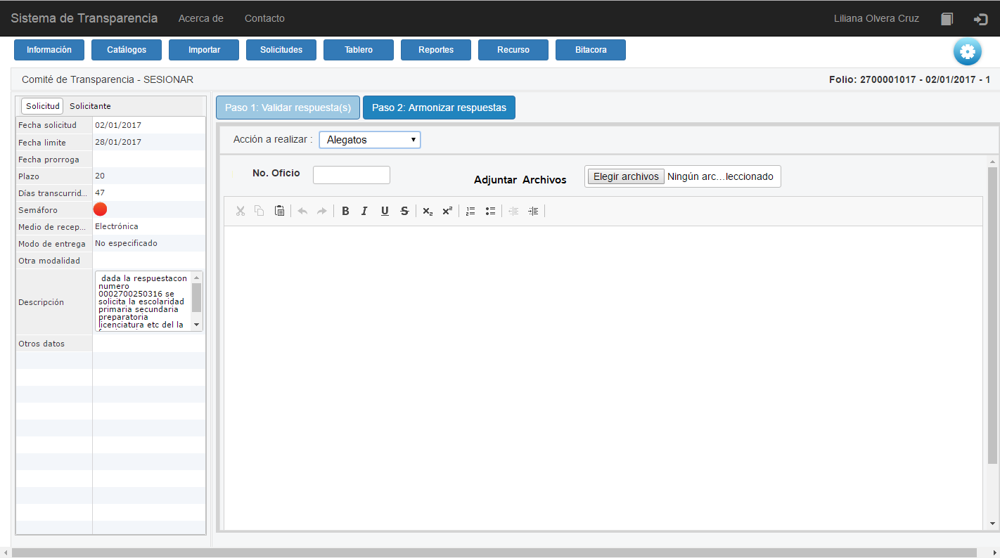 Sistema de Transparencia Acerca de Contacto Liliana Olvera Cruz
Información Catálogos Importar Solicitudes Tablero Reportes Recurso Bitacora
Comité de Transparencia - SESIONAR Folio: 2700001017 - 02/01/2017 - 1
Solicitud Solicitante
Fecha solicitud 02/01/2017
Fecha limite 28/01/2017
Fecha prorroga
Plazo 20
Días transcurrid... 47
Semáforo
Medio de recep... Electrónica
Modo de entrega No especificado
Otra modalidad
Descripción
dada la respuestacon
numero
0002700250316 se
solicita la escolaridad
primaria secundaria
preparatoria
licenciatura etc del la
Otros datos
Paso 1: Validar respuesta(s) Paso 2: Armonizar respuestas
Acción a realizar : Alegatos
No. Oficio Adjuntar Archivos Elegir archivos Ningún arc...leccionado
B I U S x₂ x²